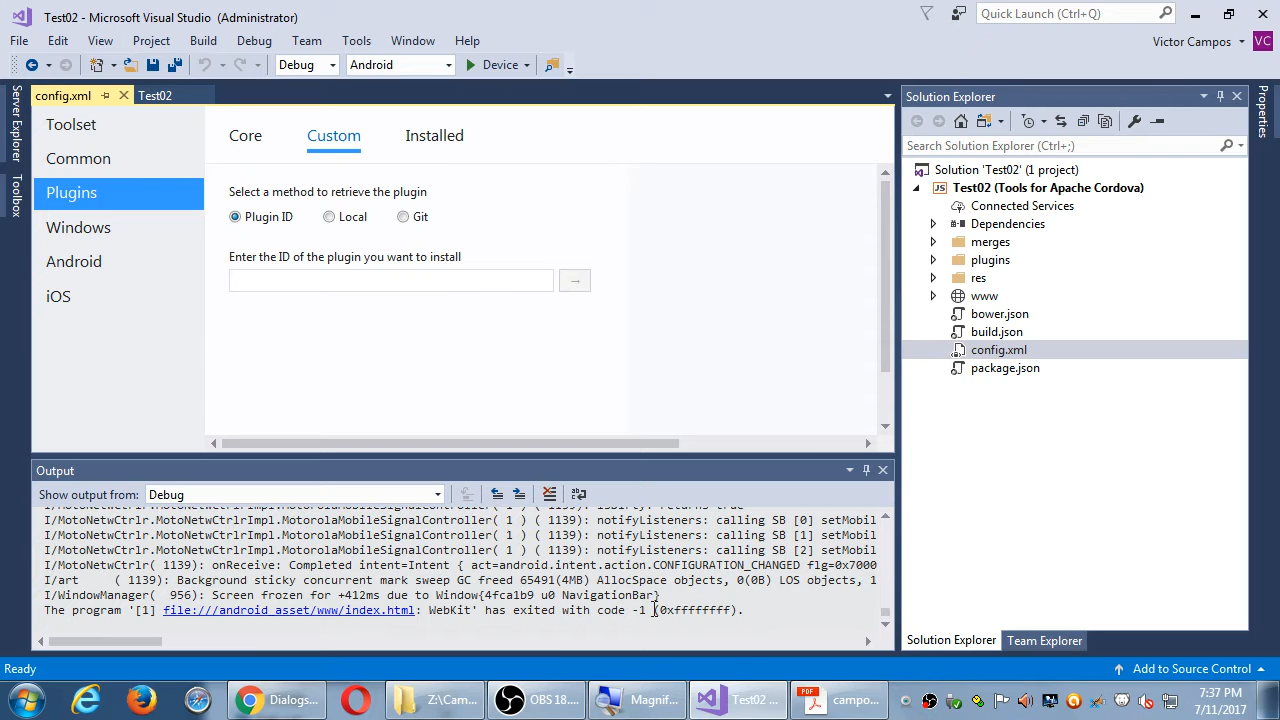 Test02 - Microsoft Visual Studio (Administrator)
Quick Launch (Ctrl+Q)
File Edit View Project Build Debug Team Tools Window Help
Victor Campos VC
Debug Android Device
Server Explorer
Toolbox
config.xml Test02
Toolset
Common
Plugins
Windows
Android
iOS
Core Custom Installed
Select a method to retrieve the plugin
Plugin ID Local Git
Enter the ID of the plugin you want to install
→
Solution Explorer
Search Solution Explorer (Ctrl+;)
Solution 'Test02' (1 project)
JS Test02 (Tools for Apache Cordova)
Connected Services
Dependencies
merges
plugins
res
www
bower.json
build.json
config.xml
package.json
Solution Explorer Team Explorer
Properties
Output
Show output from: Debug
I/MotoNetwCtrlr.MotoNetwCtrlrImpl.MotorolaMobileSignalController( 1 ) ( 1139): isDirty: returns true
I/MotoNetwCtrlr.MotoNetwCtrlrImpl.MotorolaMobileSignalController( 1 ) ( 1139): notifyListeners: calling SB [0] setMobil
I/MotoNetwCtrlr.MotoNetwCtrlrImpl.MotorolaMobileSignalController( 1 ) ( 1139): notifyListeners: calling SB [1] setMobil
I/MotoNetwCtrlr.MotoNetwCtrlrImpl.MotorolaMobileSignalController( 1 ) ( 1139): notifyListeners: calling SB [2] setMobil
I/MotoNetwCtrlr( 1139): onReceive: Completed intent=Intent { act=android.intent.action.CONFIGURATION_CHANGED flg=0x7000
I/art ( 1139): Background sticky concurrent mark sweep GC freed 65491(4MB) AllocSpace objects, 0(0B) LOS objects, 1
I/WindowManager( 956): Screen frozen for +412ms due to Window{4fca1b9 u0 NavigationBar}
The program '[1] file:///android_asset/www/index.html: WebKit' has exited with code -1 (0xffffffff).
Ready
Add to Source Control
Dialogs...
Z:\Cam...
OBS 18....
Magnif...
Test02 ...
PDF campo...
7:37 PM
7/11/2017